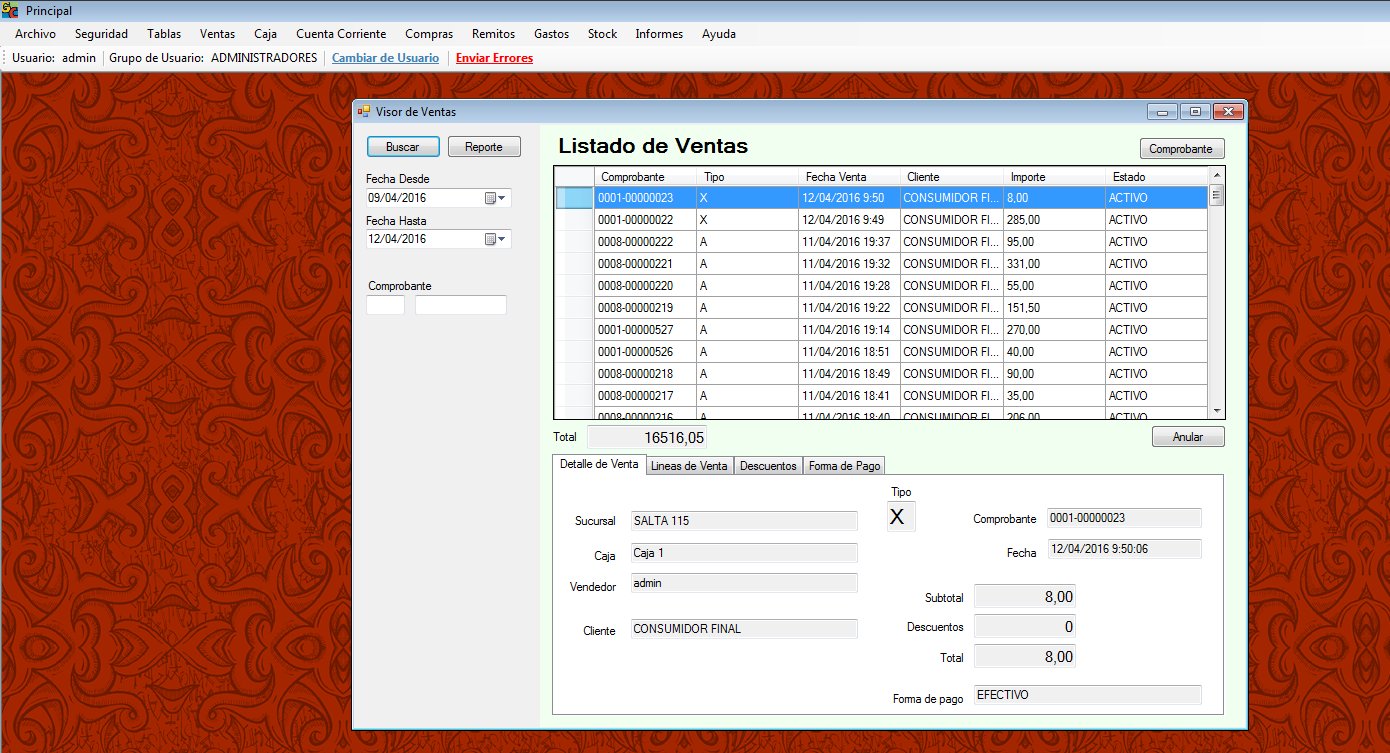 Principal
Archivo Seguridad Tablas Ventas Caja Cuenta Corriente Compras Remitos Gastos Stock Informes Ayuda
Usuario: admin Grupo de Usuario: ADMINISTRADORES Cambiar de Usuario Enviar Errores
Visor de Ventas
Buscar Reporte
Fecha Desde
09/04/2016
Fecha Hasta
12/04/2016
Comprobante
Listado de Ventas
Comprobante
Comprobante Tipo Fecha Venta Cliente Importe Estado
0001-00000023 X 12/04/2016 9:50 CONSUMIDOR FI... 8,00 ACTIVO
0001-00000022 X 12/04/2016 9:49 CONSUMIDOR FI... 285,00 ACTIVO
0008-00000222 A 11/04/2016 19:37 CONSUMIDOR FI... 95,00 ACTIVO
0008-00000221 A 11/04/2016 19:32 CONSUMIDOR FI... 331,00 ACTIVO
0008-00000220 A 11/04/2016 19:28 CONSUMIDOR FI... 55,00 ACTIVO
0008-00000219 A 11/04/2016 19:22 CONSUMIDOR FI... 151,50 ACTIVO
0001-00000527 A 11/04/2016 19:14 CONSUMIDOR FI... 270,00 ACTIVO
0001-00000526 A 11/04/2016 18:51 CONSUMIDOR FI... 40,00 ACTIVO
0008-00000218 A 11/04/2016 18:49 CONSUMIDOR FI... 90,00 ACTIVO
0008-00000217 A 11/04/2016 18:41 CONSUMIDOR FI... 35,00 ACTIVO
0008-00000216 A 11/04/2016 18:40 CONSUMIDOR FI... 206,00 ACTIVO
Total 16516,05 Anular
Detalle de Venta Lineas de Venta Descuentos Forma de Pago
Tipo
Sucursal SALTA 115 X Comprobante 0001-00000023
Caja Caja 1 Fecha 12/04/2016 9:50:06
Vendedor admin
Subtotal 8,00
Cliente CONSUMIDOR FINAL Descuentos 0
Total 8,00
Forma de pago EFECTIVO